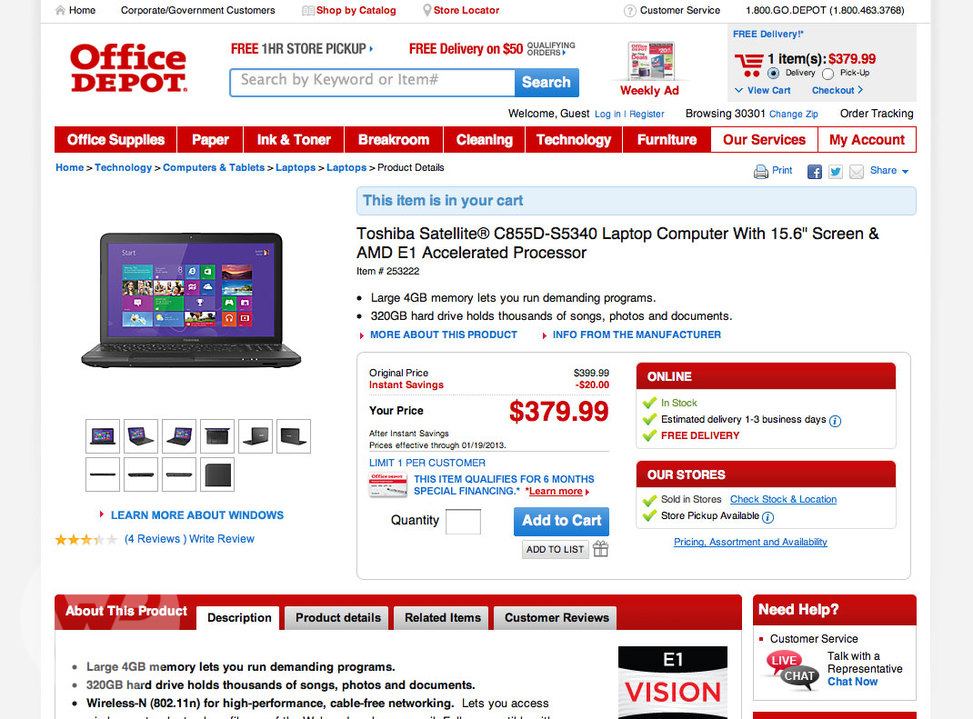 Home Corporate/Government Customers Shop by Catalog Store Locator ? Customer Service 1.800.GO.DEPOT (1.800.463.3768)
Office
DEPOT.
FREE 1HR STORE PICKUP
FREE Delivery on $50 QUALIFYING ORDERS
Search by Keyword or Item# Search
Weekly Ad
FREE Delivery!*
1 item(s): $379.99
Delivery Pick-Up
View Cart Checkout
Welcome, Guest Log in | Register Browsing 30301 Change Zip Order Tracking
Office Supplies Paper Ink & Toner Breakroom Cleaning Technology Furniture Our Services My Account
Home > Technology > Computers & Tablets > Laptops > Laptops > Product Details
Print Share
This item is in your cart
Toshiba Satellite® C855D-S5340 Laptop Computer With 15.6" Screen &
AMD E1 Accelerated Processor
Item # 253222
Start
TOSHIBA
• Large 4GB memory lets you run demanding programs.
• 320GB hard drive holds thousands of songs, photos and documents.
MORE ABOUT THIS PRODUCT INFO FROM THE MANUFACTURER
Original Price $399.99
Instant Savings -$20.00
Your Price $379.99
After Instant Savings
Prices effective through 01/19/2013.
LIMIT 1 PER CUSTOMER
Office DEPOT
THIS ITEM QUALIFIES FOR 6 MONTHS
SPECIAL FINANCING.* *Learn more
Quantity Add to Cart
ADD TO LIST
ONLINE
In Stock
Estimated delivery 1-3 business days i
FREE DELIVERY
OUR STORES
Sold in Stores Check Stock & Location
Store Pickup Available i
Pricing, Assortment and Availability
LEARN MORE ABOUT WINDOWS
(4 Reviews ) Write Review
About This Product Description Product details Related Items Customer Reviews
• Large 4GB memory lets you run demanding programs.
• 320GB hard drive holds thousands of songs, photos and documents.
• Wireless-N (802.11n) for high-performance, cable-free networking. Lets you access
E1
VISION
Need Help?
Customer Service
LIVE
CHAT
Talk with a
Representative
Chat Now